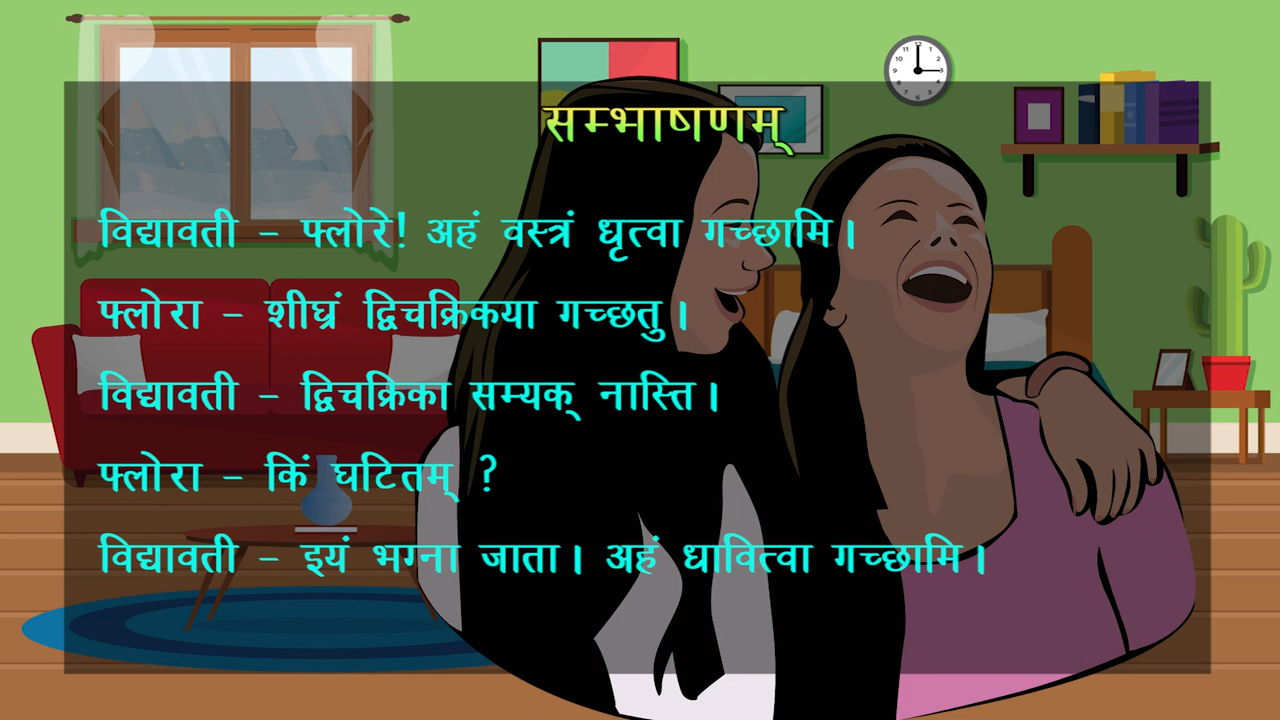 सम्भाषणम्
विद्यावती – फ्लोरे! अहं वस्त्रं धृत्वा गच्छामि।
फ्लोरा – शीघ्रं द्विचक्रिकया गच्छतु।
विद्यावती – द्विचक्रिका सम्यक् नास्ति।
फ्लोरा – किं घटितम् ?
विद्यावती – इयं भग्ना जाता। अहं धावित्वा गच्छामि।